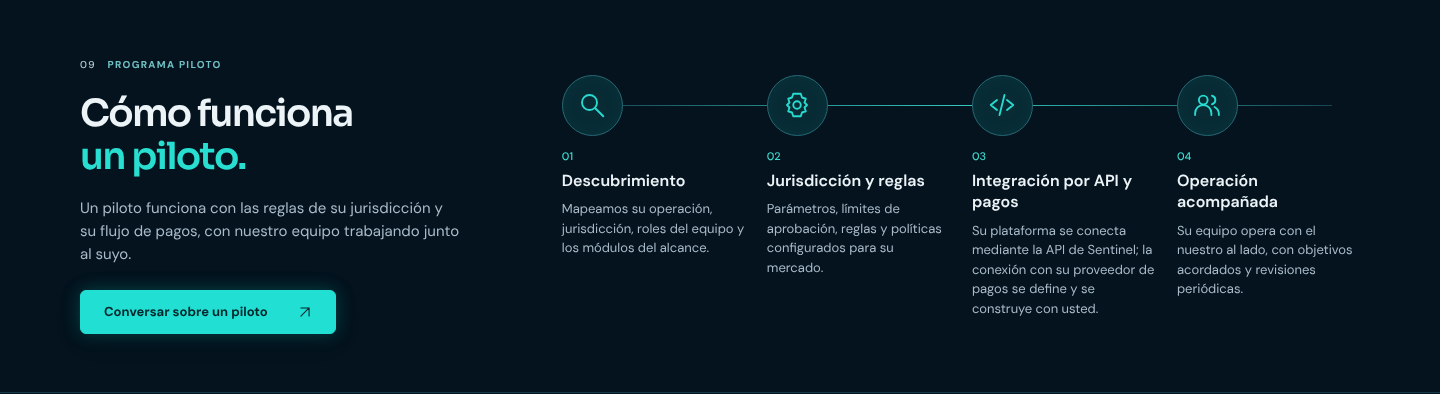 09 PROGRAMA PILOTO
Cómo funciona
un piloto.
Un piloto funciona con las reglas de su jurisdicción y
su flujo de pagos, con nuestro equipo trabajando junto
al suyo.
Conversar sobre un piloto
01
Descubrimiento
Mapeamos su operación,
jurisdicción, roles del equipo y
los módulos del alcance.
02
Jurisdicción y reglas
Parámetros, límites de
aprobación, reglas y políticas
configurados para su
mercado.
03
Integración por API y
pagos
Su plataforma se conecta
mediante la API de Sentinel; la
conexión con su proveedor de
pagos se define y se
construye con usted.
04
Operación
acompañada
Su equipo opera con el
nuestro al lado, con objetivos
acordados y revisiones
periódicas.